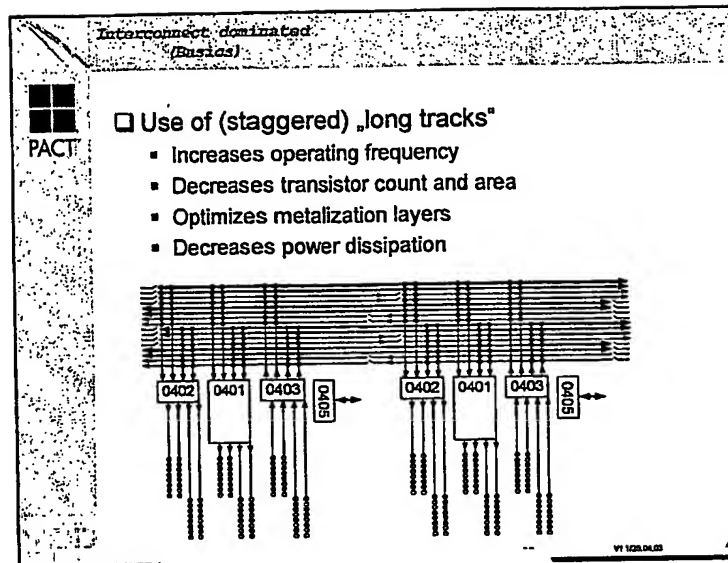 Interconnect dominated
(Basics)
PACT
❑ Use of (staggered) „long tracks“
▪ Increases operating frequency
▪ Decreases transistor count and area
▪ Optimizes metalization layers
▪ Decreases power dissipation
0402 0401 0403 0405 0402 0401 0403 0405